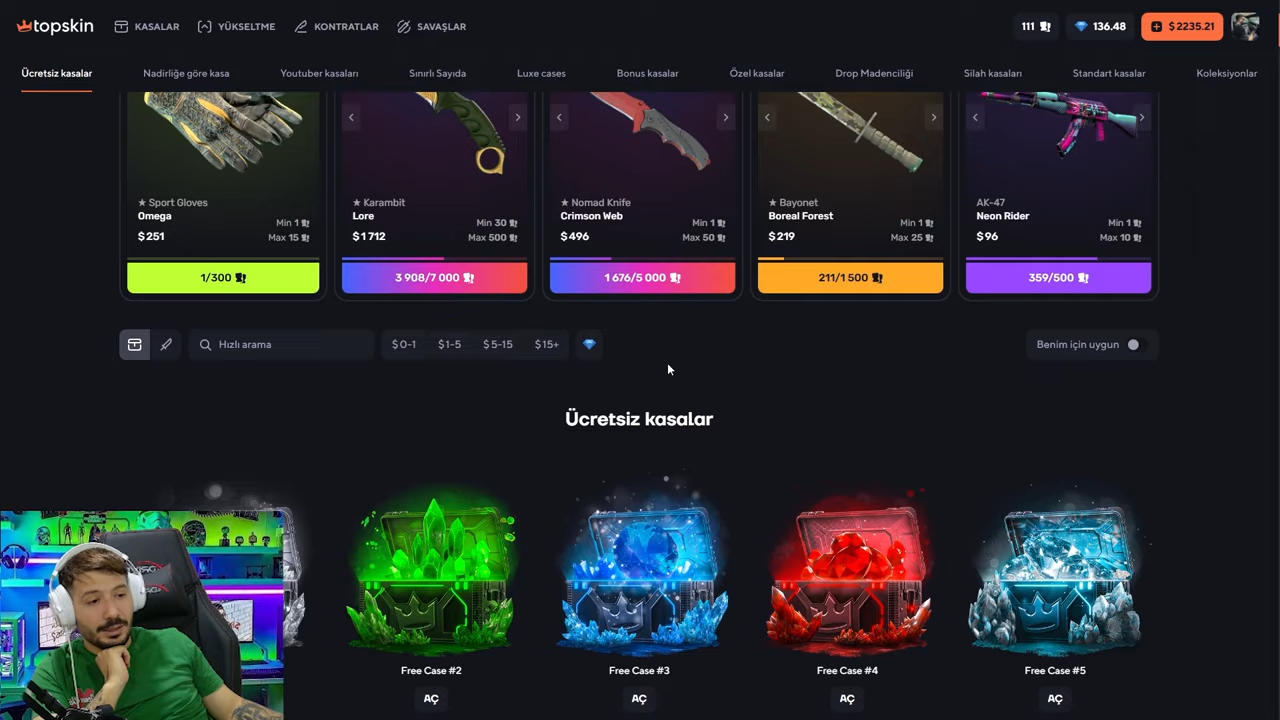 topskin
KASALAR
YÜKSELTME
KONTRATLAR
SAVAŞLAR
111
136.48
$2235.21
Ücretsiz kasalar
Nadirliğe göre kasa
Youtuber kasaları
Sınırlı Sayıda
Luxe cases
Bonus kasalar
Özel kasalar
Drop Madenciliği
Silah kasaları
Standart kasalar
Koleksiyonlar
★ Sport Gloves
Omega
$251
Min 1
Max 15
1/300
★ Karambit
Lore
$1 712
Min 30
Max 500
3 908/7 000
★ Nomad Knife
Crimson Web
$496
Min 1
Max 50
1 676/5 000
★ Bayonet
Boreal Forest
$219
Min 1
Max 25
211/1 500
AK-47
Neon Rider
$96
Min 1
Max 10
359/500
Hızlı arama
$0-1
$1-5
$5-15
$15+
Benim için uygun
Ücretsiz kasalar
Free Case #2
Free Case #3
Free Case #4
Free Case #5
AÇ
AÇ
AÇ
AÇ